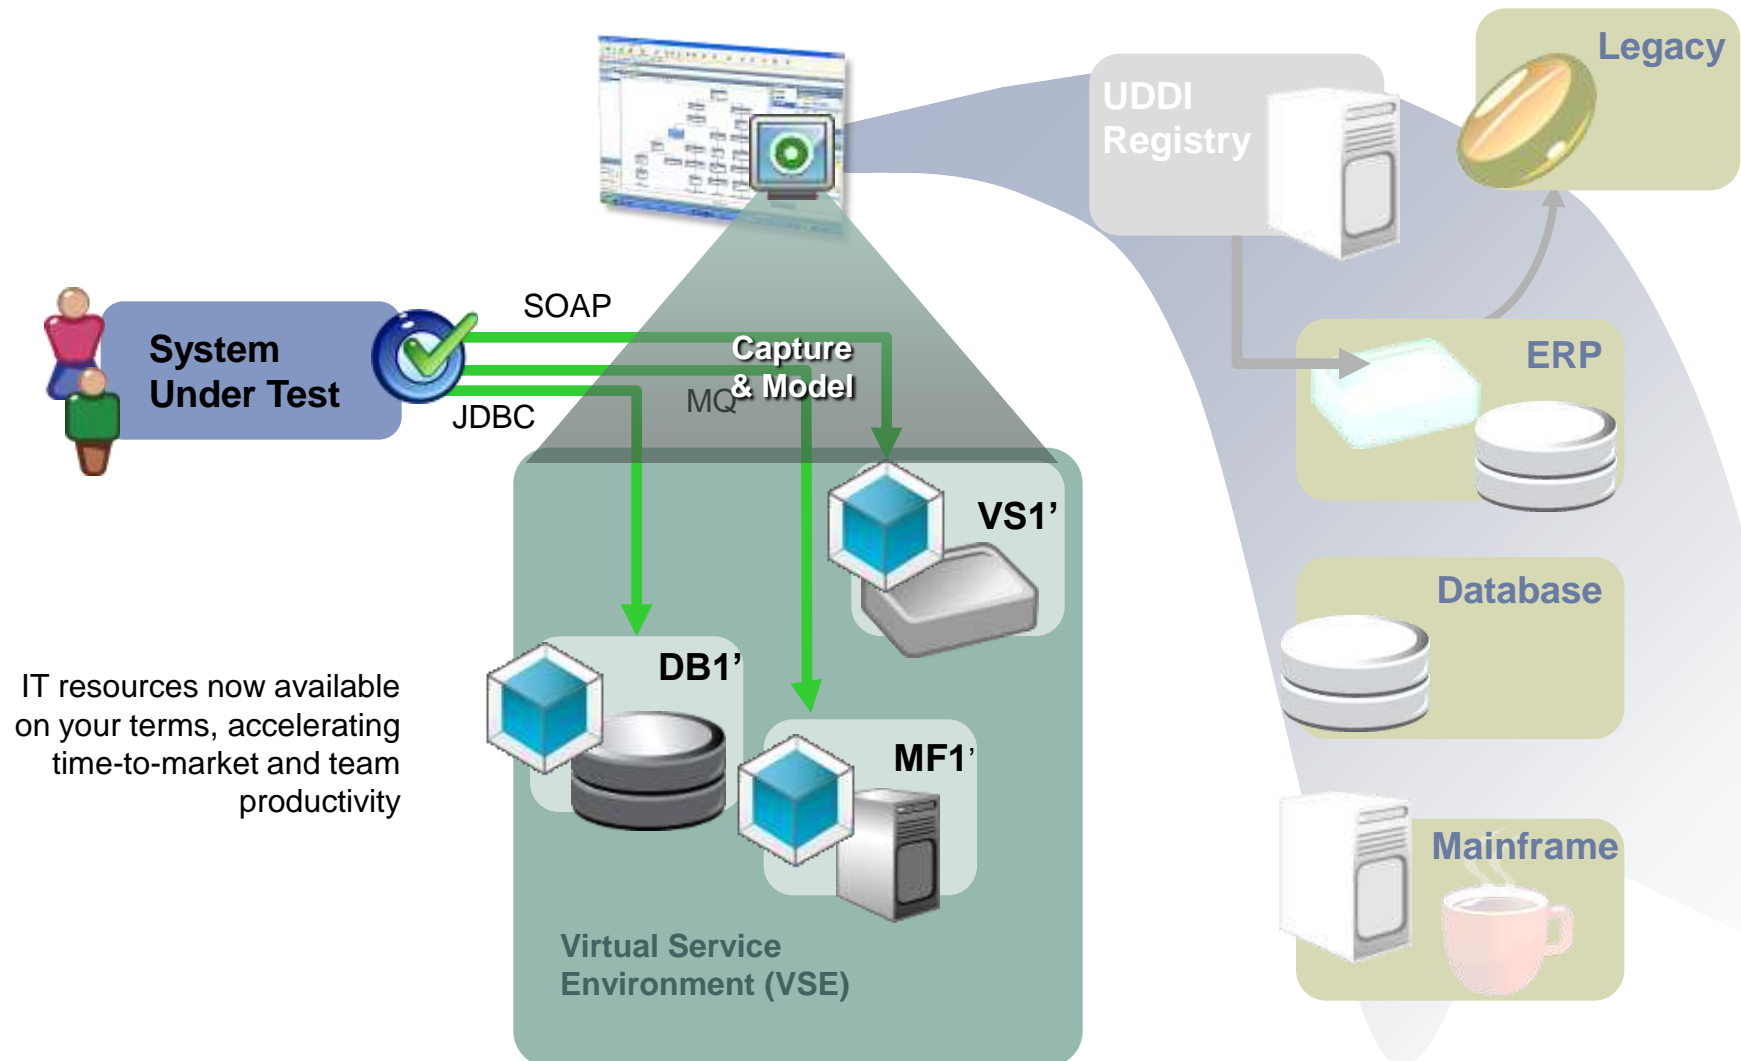 Legacy
UDDI
Registry
SOAP
System
Under Test
Capture
& Model
MQ
JDBC
ERP
VS1’
Database
DB1’
IT resources now available
on your terms, accelerating
time-to-market and team
productivity
MF1’
Mainframe
Virtual Service
Environment (VSE)